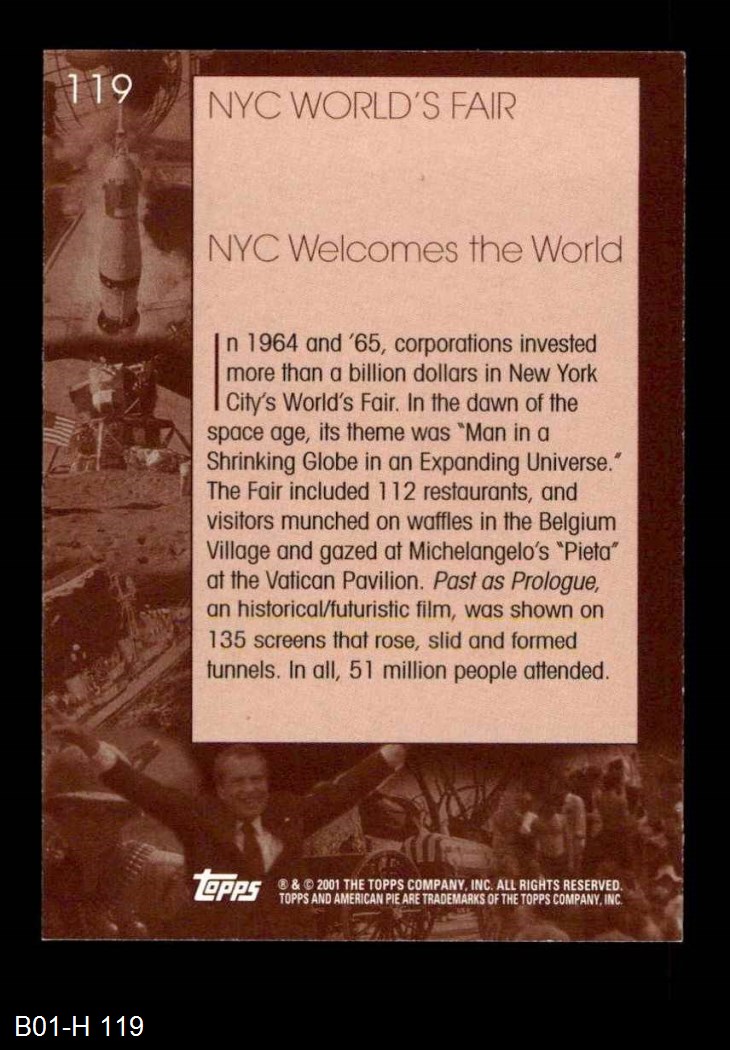 119
NYC WORLD'S FAIR
NYC Welcomes the World
In 1964 and '65, corporations invested
more than a billion dollars in New York
City's World's Fair. In the dawn of the
space age, its theme was "Man in a
Shrinking Globe in an Expanding Universe."
The Fair included 112 restaurants, and
visitors munched on waffles in the Belgium
Village and gazed at Michelangelo's "Pieta"
at the Vatican Pavilion. Past as Prologue,
an historical/futuristic film, was shown on
135 screens that rose, slid and formed
tunnels. In all, 51 million people attended.
Topps
® & © 2001 THE TOPPS COMPANY, INC. ALL RIGHTS RESERVED.
TOPPS AND AMERICAN PIE ARE TRADEMARKS OF THE TOPPS COMPANY, INC.
B01-H 119